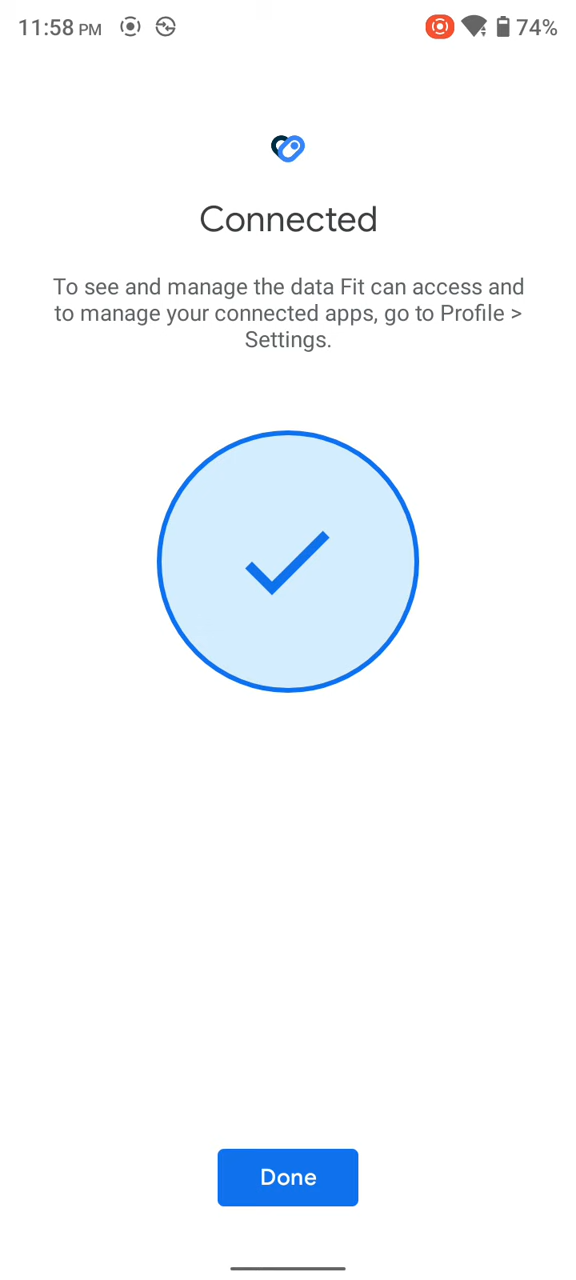 11:58 PM
74%
Connected
To see and manage the data Fit can access and
to manage your connected apps, go to Profile >
Settings.
Done